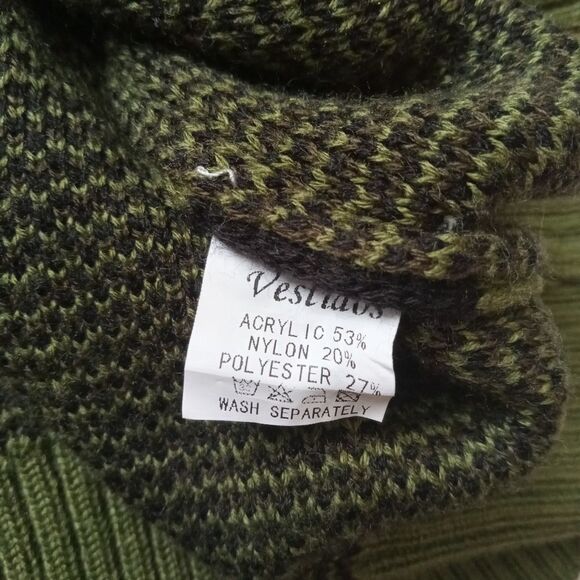 Vestidos
ACRYLIC 53%
NYLON 20%
POLYESTER 27%
WASH SEPARATELY